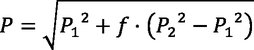 P = √(P₁² + f · (P₂² − P₁²))